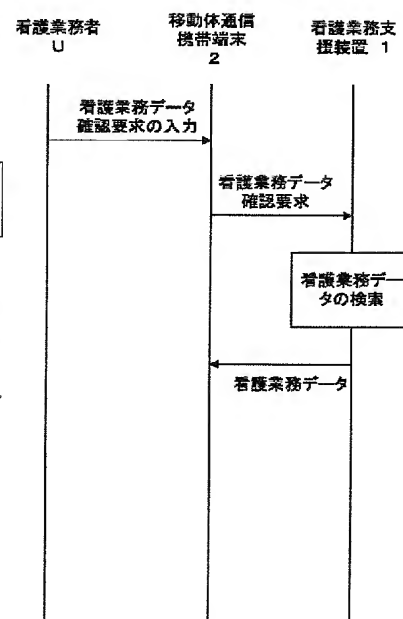 看護業務者
U
移動体通信
携帯端末
2
看護業務支
援装置 1
看護業務データ
確認要求の入力
看護業務データ
確認要求
看護業務デー
タの検索
看護業務データ